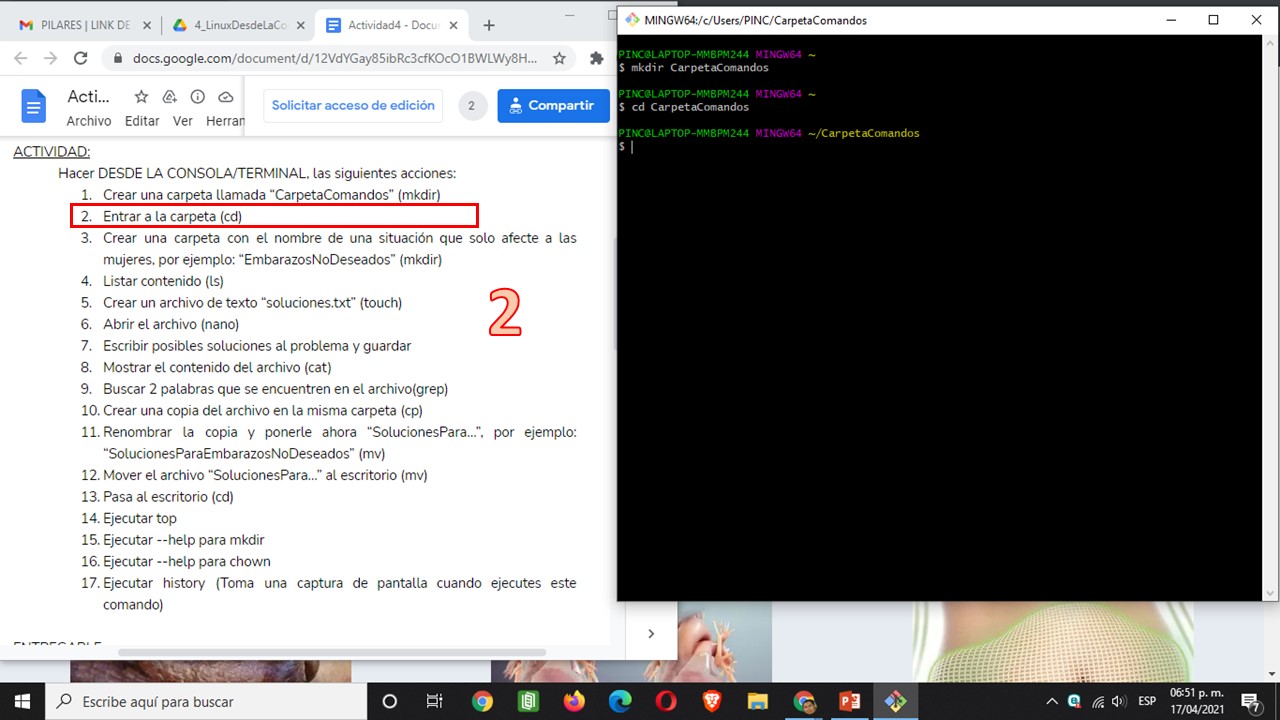 PILARES | LINK DE
4_LinuxDesdeLaCo
Actividad4 - Docu
docs.google.com/document/d/12VdYGay85ibRc3cfKOcO1BWLWy8H...
Acti...
Solicitar acceso de edición
2
Compartir
Archivo Editar Ver Herran
ACTIVIDAD:
Hacer DESDE LA CONSOLA/TERMINAL, las siguientes acciones:
1. Crear una carpeta llamada “CarpetaComandos” (mkdir)
2. Entrar a la carpeta (cd)
3. Crear una carpeta con el nombre de una situación que solo afecte a las
mujeres, por ejemplo: “EmbarazosNoDeseados” (mkdir)
4. Listar contenido (ls)
5. Crear un archivo de texto “soluciones.txt” (touch)
6. Abrir el archivo (nano)
7. Escribir posibles soluciones al problema y guardar
8. Mostrar el contenido del archivo (cat)
9. Buscar 2 palabras que se encuentren en el archivo(grep)
10. Crear una copia del archivo en la misma carpeta (cp)
11. Renombrar la copia y ponerle ahora “SolucionesPara...”, por ejemplo:
“SolucionesParaEmbarazosNoDeseados” (mv)
12. Mover el archivo “SolucionesPara...” al escritorio (mv)
13. Pasa al escritorio (cd)
14. Ejecutar top
15. Ejecutar --help para mkdir
16. Ejecutar --help para chown
17. Ejecutar history (Toma una captura de pantalla cuando ejecutes este
comando)
ENTREGABLE
2
MINGW64:/c/Users/PINC/CarpetaComandos
PINC@LAPTOP-MMBPM244 MINGW64 ~
$ mkdir CarpetaComandos
PINC@LAPTOP-MMBPM244 MINGW64 ~
$ cd CarpetaComandos
PINC@LAPTOP-MMBPM244 MINGW64 ~/CarpetaComandos
$
Escribe aquí para buscar
ESP
06:51 p. m.
17/04/2021
7